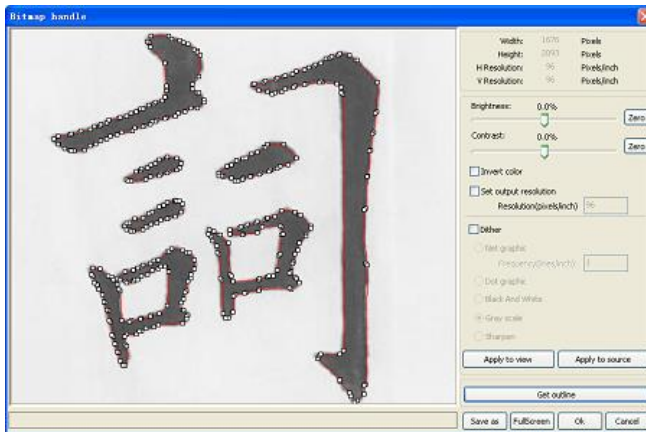 Bitmap handle
詞
Width: 1676 Pixels
Height: 2093 Pixels
H Resolution: 96 Pixels/inch
V Resolution: 96 Pixels/inch
Brightness: 0.0%
Zero
Contrast: 0.0%
Zero
Invert color
Set output resolution
Resolution(pixels/inch) 96
Dither
Net graphic
Frequency(lines/inch) 1
Dot graphic
Black And White
Gray scale
Sharpen
Apply to view Apply to source
Get outline
Save as FullScreen Ok Cancel